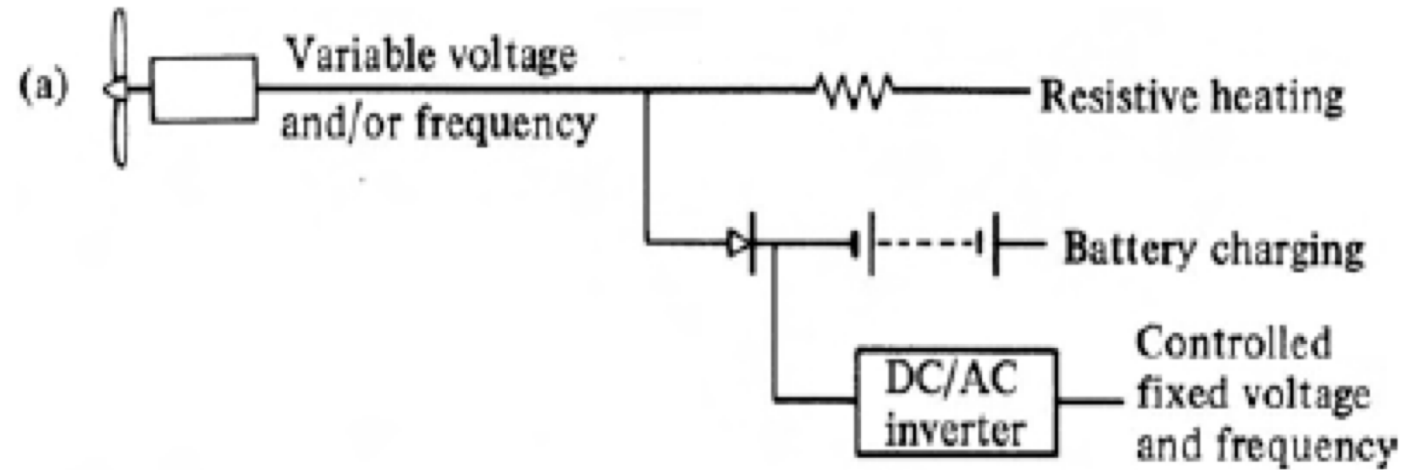 (a)
Variable voltage
and/or frequency
Resistive heating
Battery charging
DC/AC
inverter
Controlled
fixed voltage
and frequency